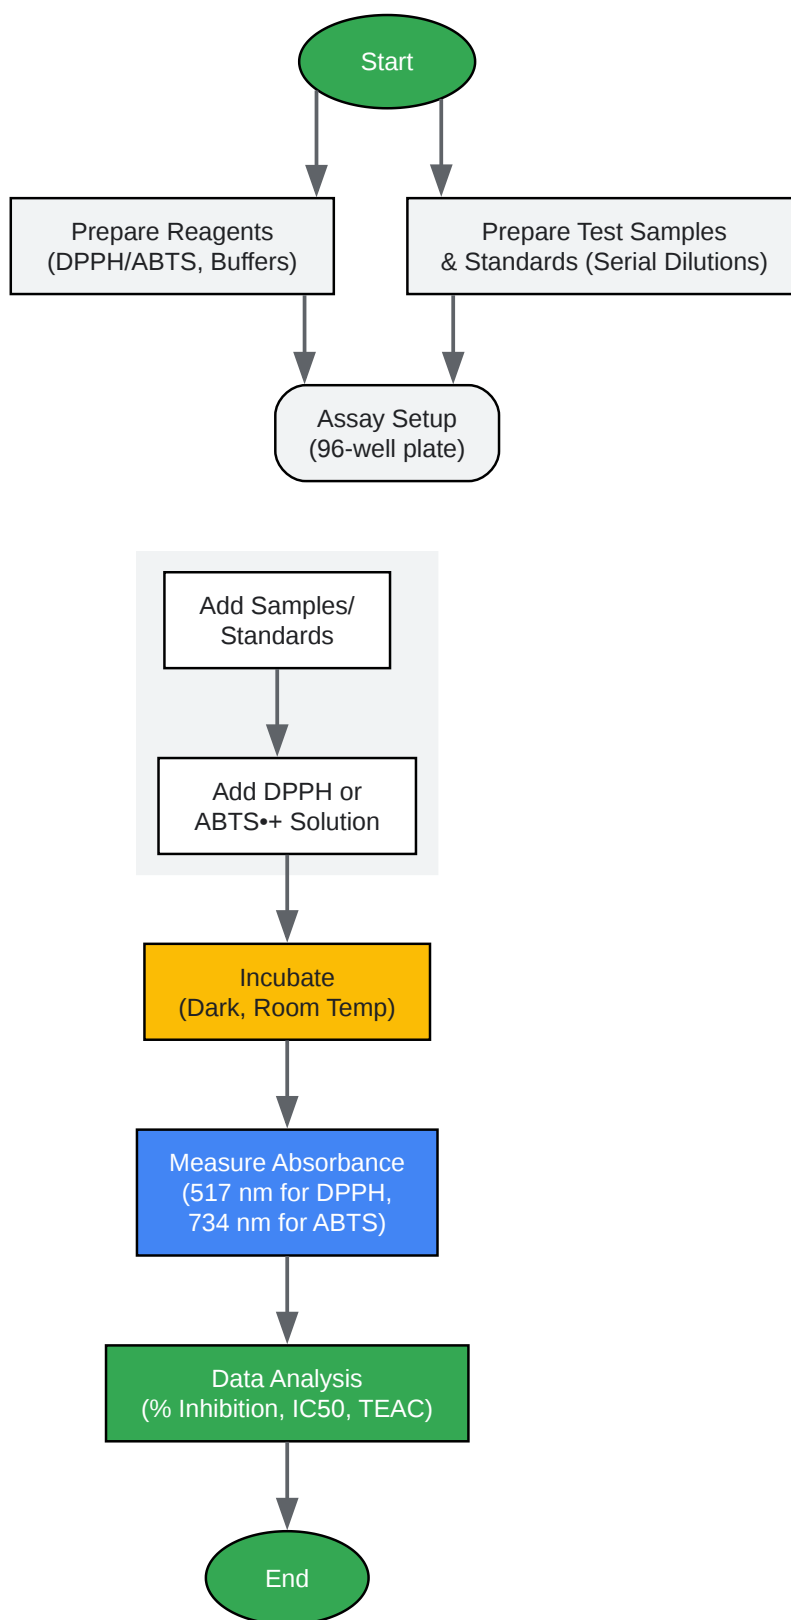 Start
Prepare Reagents
(DPPH/ABTS, Buffers)
Prepare Test Samples
& Standards (Serial Dilutions)
Assay Setup
(96-well plate)
Add Samples/
Standards
Add DPPH or
ABTS•+ Solution
Incubate
(Dark, Room Temp)
Measure Absorbance
(517 nm for DPPH,
734 nm for ABTS)
Data Analysis
(% Inhibition, IC50, TEAC)
End